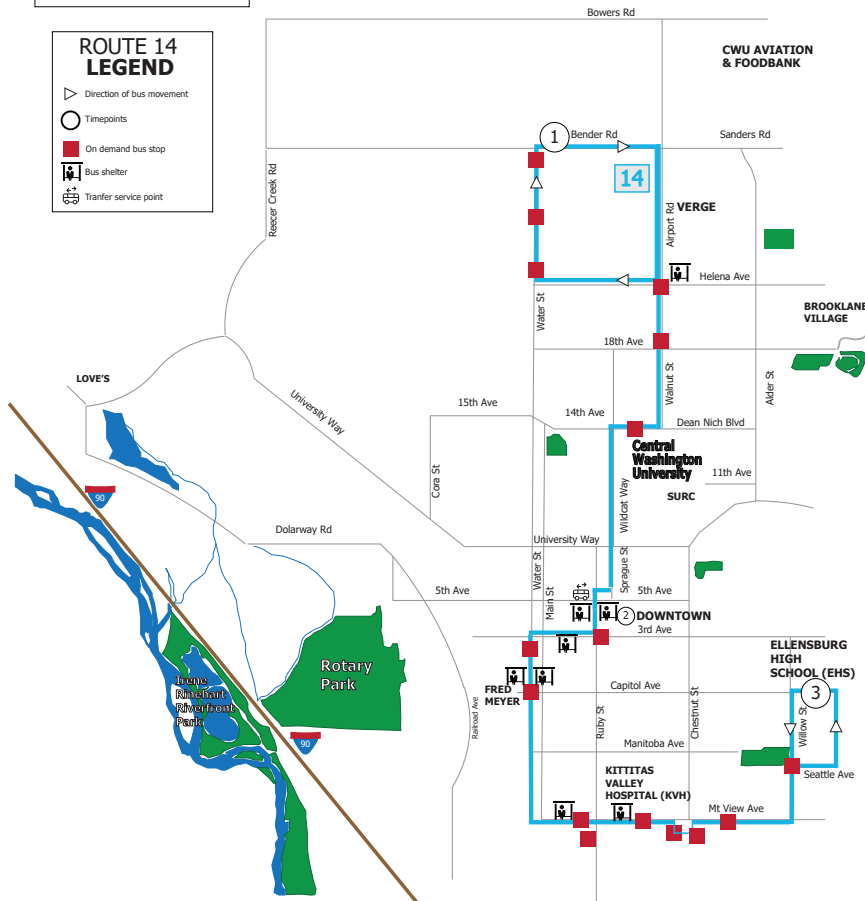 Bowers Rd
ROUTE 14
LEGEND
Direction of bus movement
Timepoints
On demand bus stop
Bus shelter
Tranfer service point
CWU AVIATION
& FOODBANK
1
Bender Rd
Sanders Rd
Reecer Creek Rd
14
Airport Rd
VERGE
Helena Ave
Water St
BROOKLANE
VILLAGE
18th Ave
LOVE'S
University Way
Walnut St
Alder St
15th Ave
14th Ave
Dean Nich Blvd
Central
Washington
University
11th Ave
Cora St
Wildcat Way
SURC
90
Dolarway Rd
University Way
Water St
Main St
Sprague St
5th Ave
5th Ave
2
DOWNTOWN
3rd Ave
ELLENSBURG
HIGH
SCHOOL (EHS)
Rotary
Park
Irene
Rinehart
Riverfront
Park
FRED
MEYER
Capitol Ave
3
Railroad Ave
Ruby St
Chestnut St
Willow St
90
Manitoba Ave
Seattle Ave
KITTITAS
VALLEY
HOSPITAL (KVH)
Mt View Ave